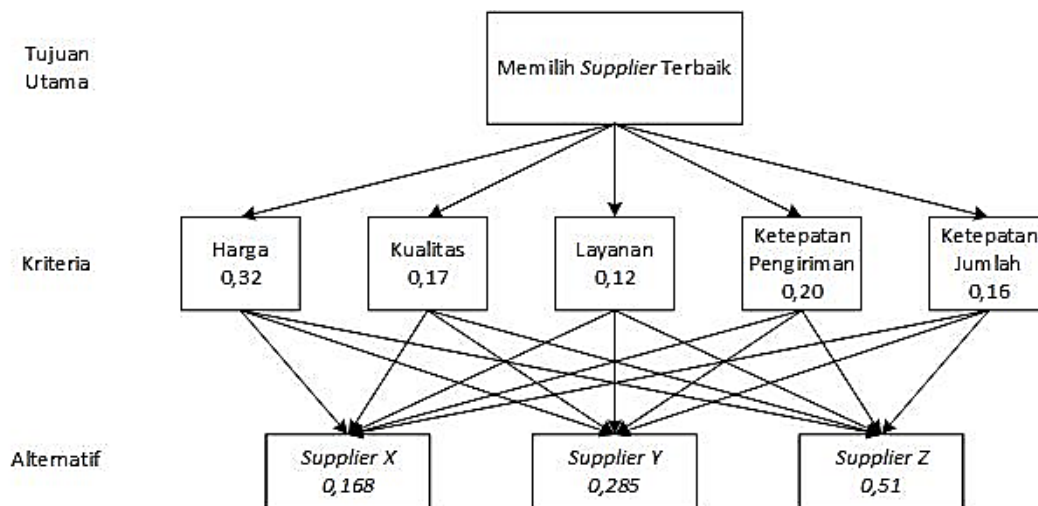 Tujuan
Utama
Memilih Supplier Terbaik
Kriteria
Harga
0,32
Kualitas
0,17
Layanan
0,12
Ketepatan
Pengiriman
0,20
Ketepatan
Jumlah
0,16
Alternatif
Supplier X
0,168
Supplier Y
0,285
Supplier Z
0,51